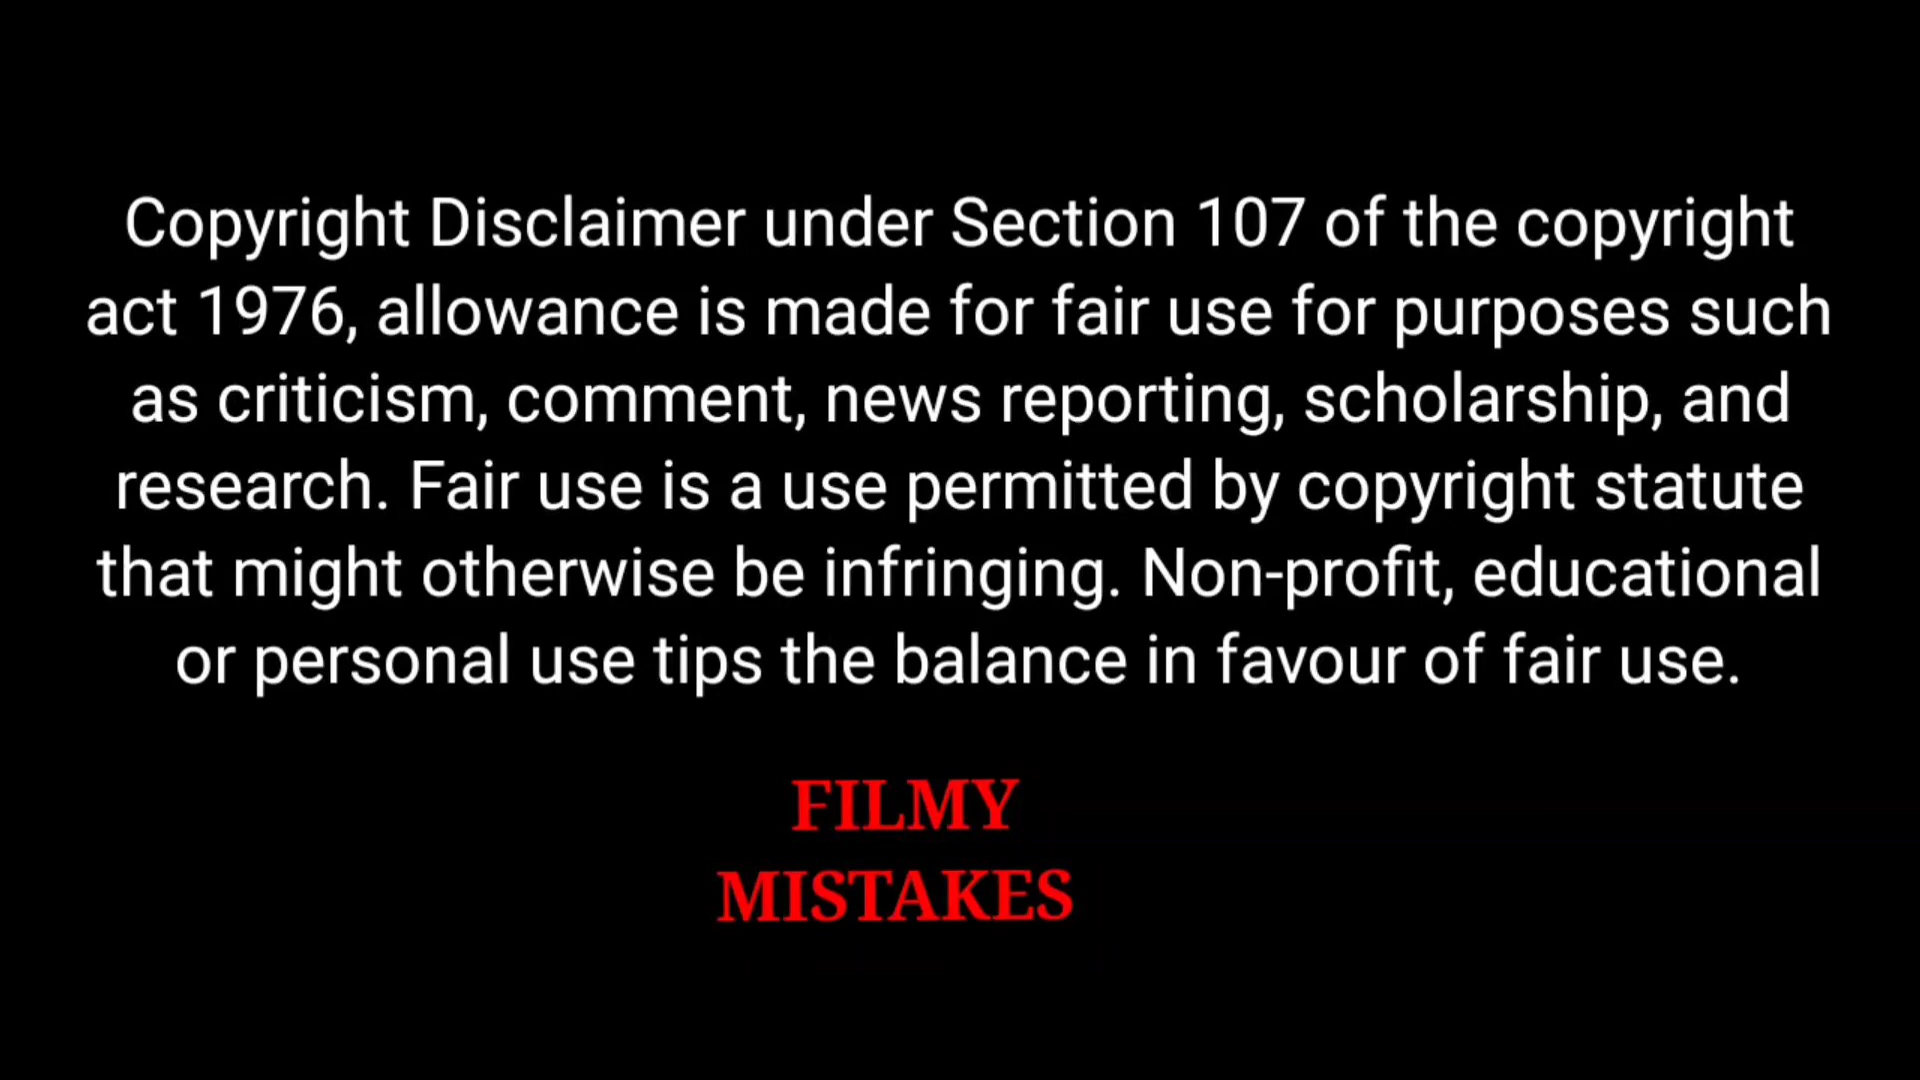 Copyright Disclaimer under Section 107 of the copyright
act 1976, allowance is made for fair use for purposes such
as criticism, comment, news reporting, scholarship, and
research. Fair use is a use permitted by copyright statute
that might otherwise be infringing. Non-profit, educational
or personal use tips the balance in favour of fair use.
FILMY
MISTAKES